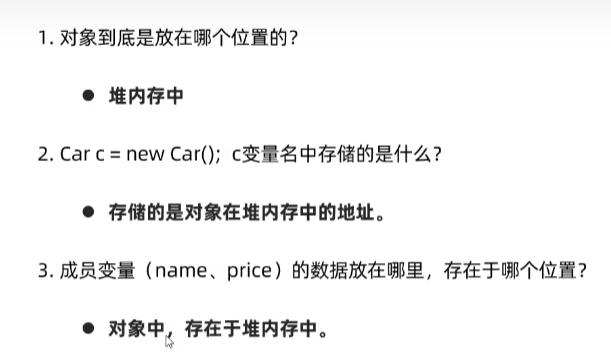 1. 对象到底是放在哪个位置的?
● 堆内存中
2. Car c = new Car(); c变量名中存储的是什么?
● 存储的是对象在堆内存中的地址。
3. 成员变量（name、price）的数据放在哪里，存在于哪个位置?
● 对象中，存在于堆内存中。